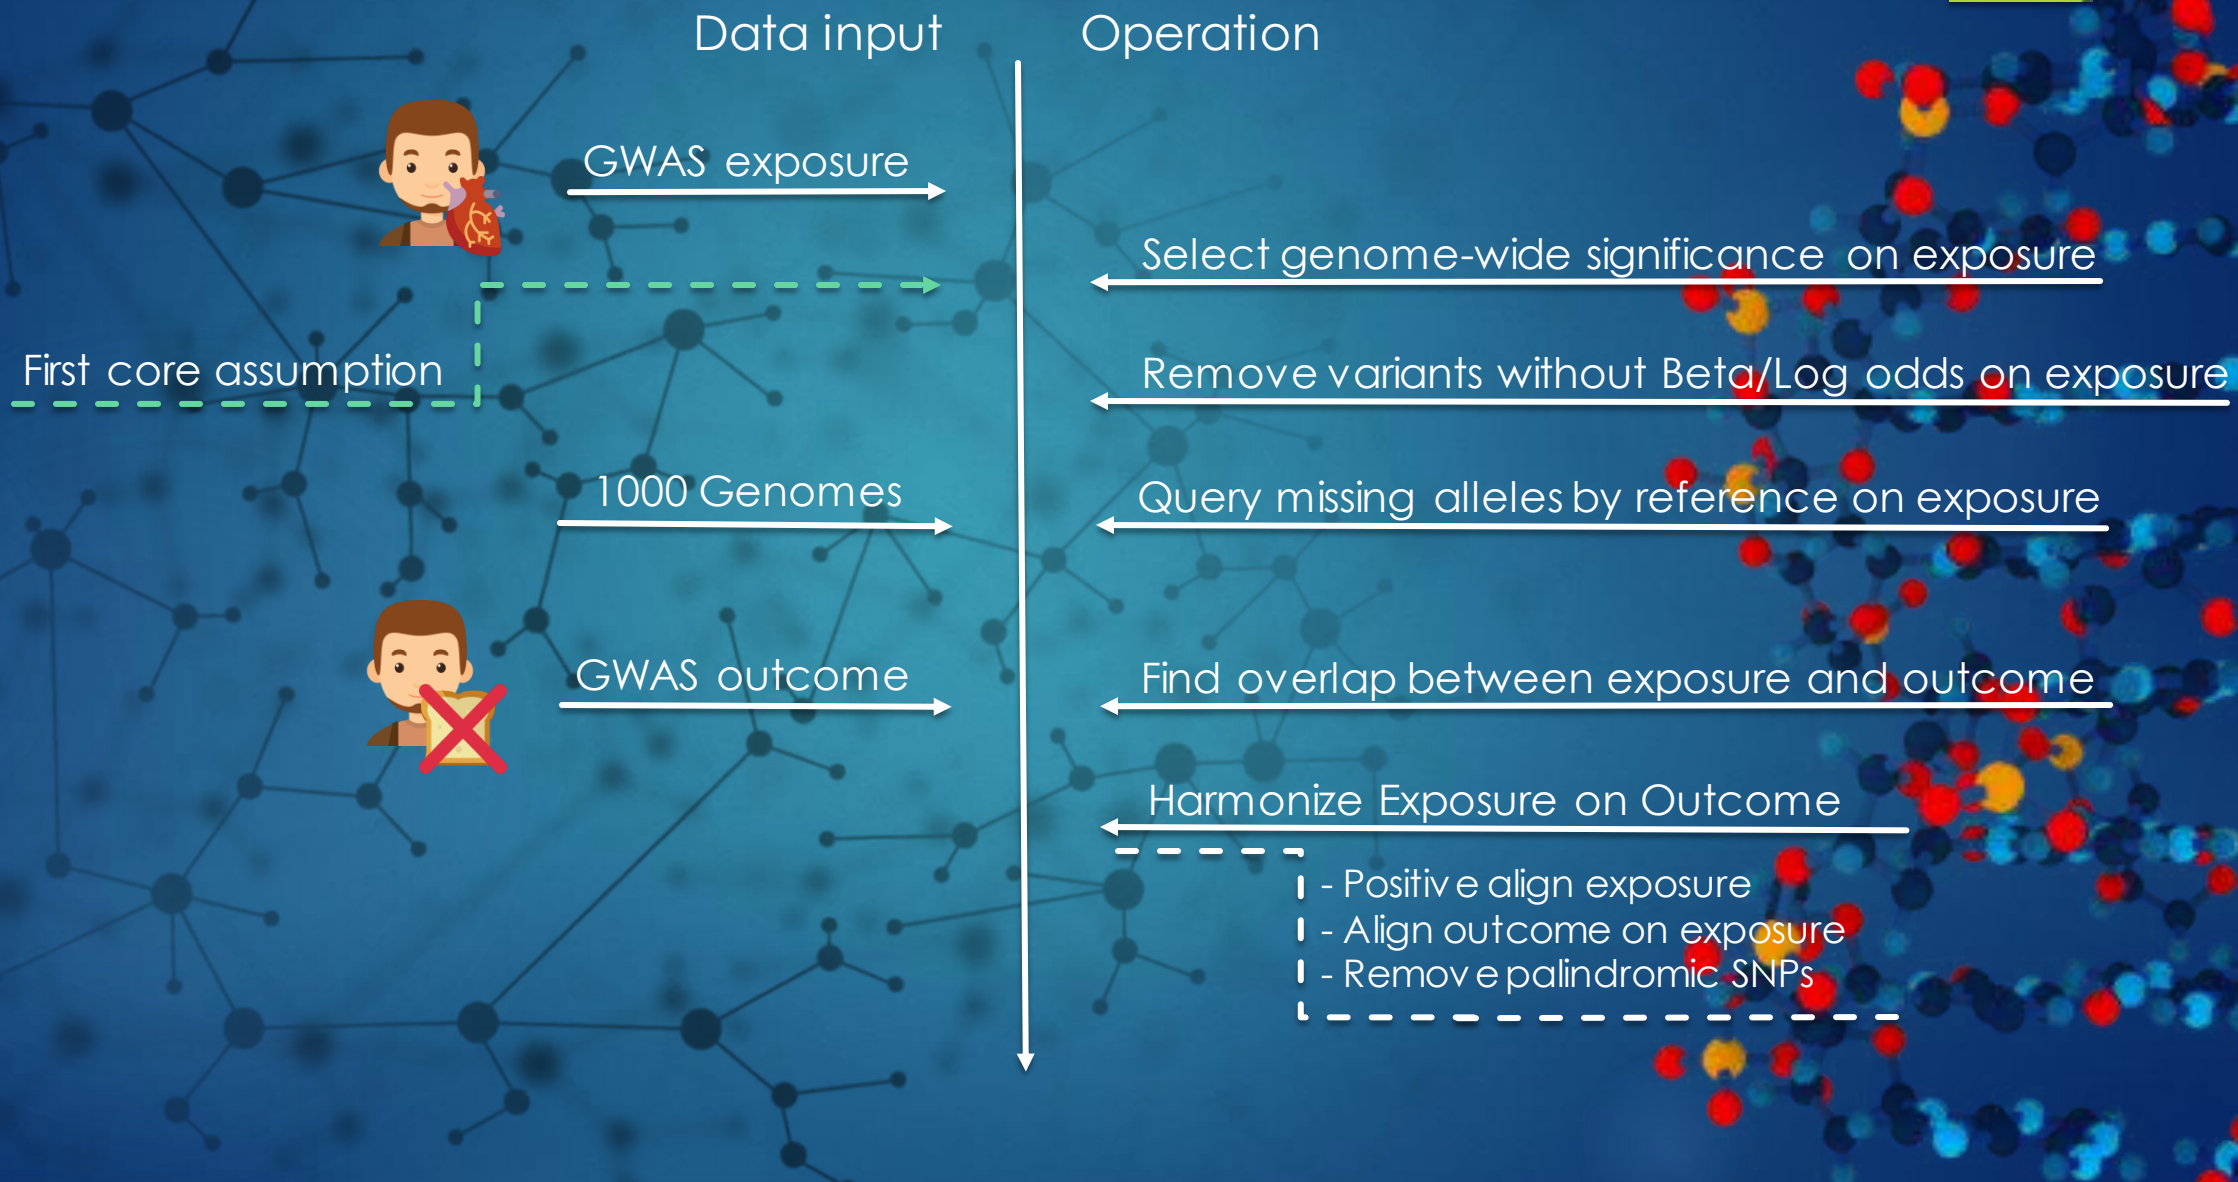 Data input
Operation
GWAS exposure
Select genome-wide significance on exposure
First core assumption
Remove variants without Beta/Log odds on exposure
1000 Genomes
Query missing alleles by reference on exposure
GWAS outcome
Find overlap between exposure and outcome
Harmonize Exposure on Outcome
- Positive align exposure
- Align outcome on exposure
- Remove palindromic SNPs